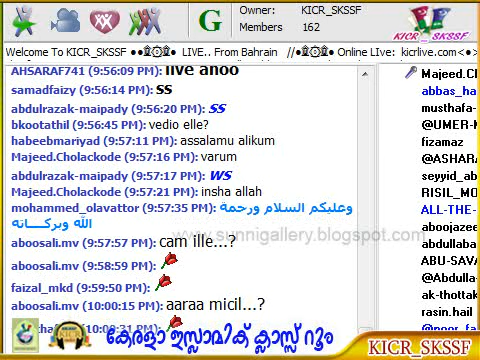 Owner: KICR_SKSSF
Members 162
KICR_SKSSF
Welcome To KICR_SSKF LIVE.. From Bahrain // Online Live: kicrlive.com<
AHSARAF741 (9:56:09 PM): live anoo
samadfaizy (9:56:14 PM): SS
abdulrazak-maipady (9:56:20 PM): SS
bkootathil (9:56:45 PM): vedio elle?
habeebmariyad (9:57:11 PM): assalamu alikum
Majeed.Cholackode (9:57:16 PM): varum
abdulrazak-maipady (9:57:17 PM): WS
Majeed.Cholackode (9:57:21 PM): insha allah
mohammed_olavattor (9:57:35 PM): وعليكم السلام ورحمة
الله وبركـــاته
www.sunnigallery.blogspot.com
aboosali.mv (9:57:57 PM): cam ille...?
aboosali.mv (9:58:59 PM):
faizal_mkd (9:59:50 PM):
aboosali.mv (10:00:15 PM): aaraa micil...?
Majeed.Ch
abbas_ha
musthafa-
@UMER-K
fizamaz
@ASHARA
seyyid_ab
RISIL_MO
ALL-THE-
aboojazee
abdullaba
ABU-SAVA
@Abdulla-
ak-thottak
rasin.hail
കേരളാ ഇസ്ലാമിക് ക്ലാസ്സ് റൂം
KICR_SKSSF